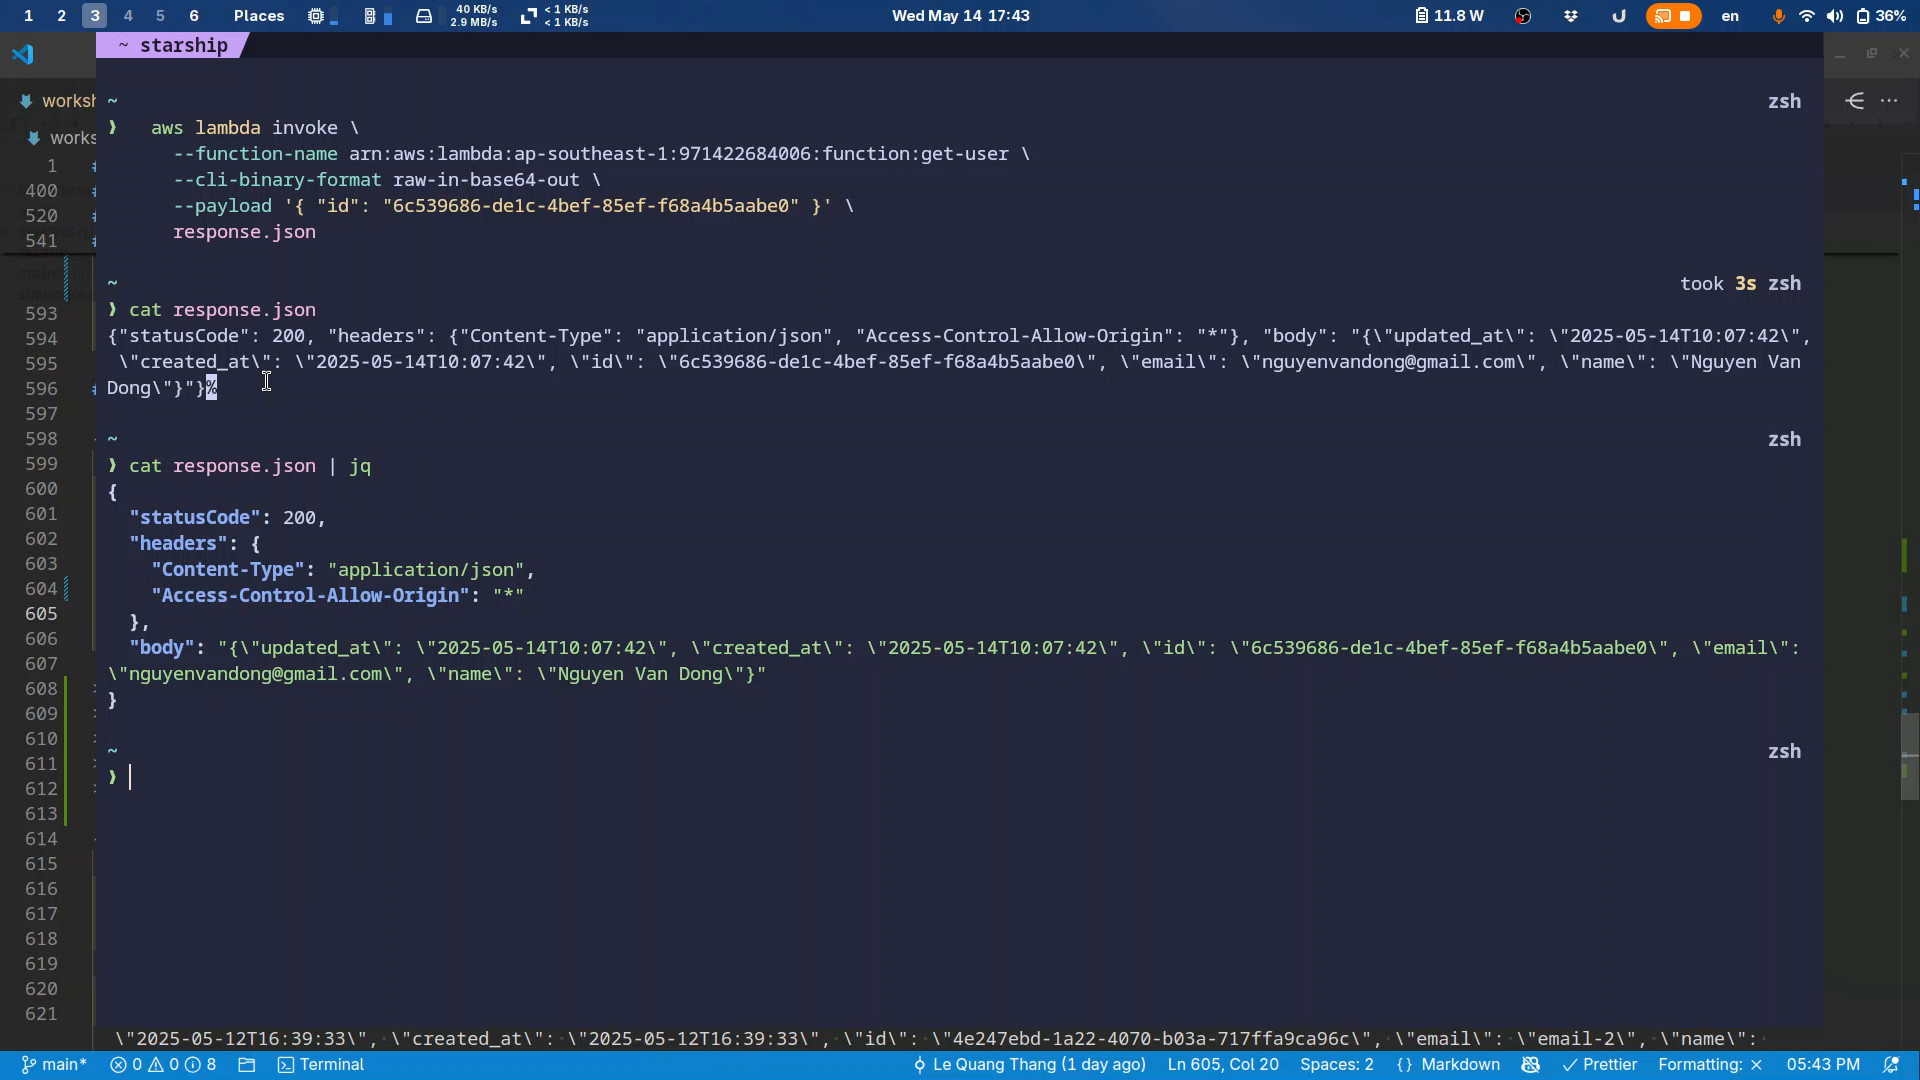 1 2 3 4 5 6 Places 40 KB/s 2.9 MB/s < 1 KB/s < 1 KB/s Wed May 14 17:43 11.8 W en 36%
~ starship
worksh
works
~ zsh
❯ aws lambda invoke \
--function-name arn:aws:lambda:ap-southeast-1:971422684006:function:get-user \
--cli-binary-format raw-in-base64-out \
--payload '{ "id": "6c539686-de1c-4bef-85ef-f68a4b5aabe0" }' \
response.json
~ took 3s zsh
❯ cat response.json
{"statusCode": 200, "headers": {"Content-Type": "application/json", "Access-Control-Allow-Origin": "*"}, "body": "{\"updated_at\": \"2025-05-14T10:07:42\",
\"created_at\": \"2025-05-14T10:07:42\", \"id\": \"6c539686-de1c-4bef-85ef-f68a4b5aabe0\", \"email\": \"nguyenvandong@gmail.com\", \"name\": \"Nguyen Van
Dong\"}"}%
~ zsh
❯ cat response.json | jq
{
"statusCode": 200,
"headers": {
"Content-Type": "application/json",
"Access-Control-Allow-Origin": "*"
},
"body": "{\"updated_at\": \"2025-05-14T10:07:42\", \"created_at\": \"2025-05-14T10:07:42\", \"id\": \"6c539686-de1c-4bef-85ef-f68a4b5aabe0\", \"email\":
\"nguyenvandong@gmail.com\", \"name\": \"Nguyen Van Dong\"}"
}
~ zsh
❯
1
400
520
541
593
594
595
596
597
598
599
600
601
602
603
604
605
606
607
608
609
610
611
612
613
614
615
616
617
618
619
620
621
\"2025-05-12T16:39:33\", \"created_at\": \"2025-05-12T16:39:33\", \"id\": \"4e247ebd-1a22-4070-b03a-717ffa9ca96c\", \"email\": \"email-2\", \"name\":
main* 0 0 8 Terminal Le Quang Thang (1 day ago) Ln 605, Col 20 Spaces: 2 {} Markdown Prettier Formatting: × 05:43 PM